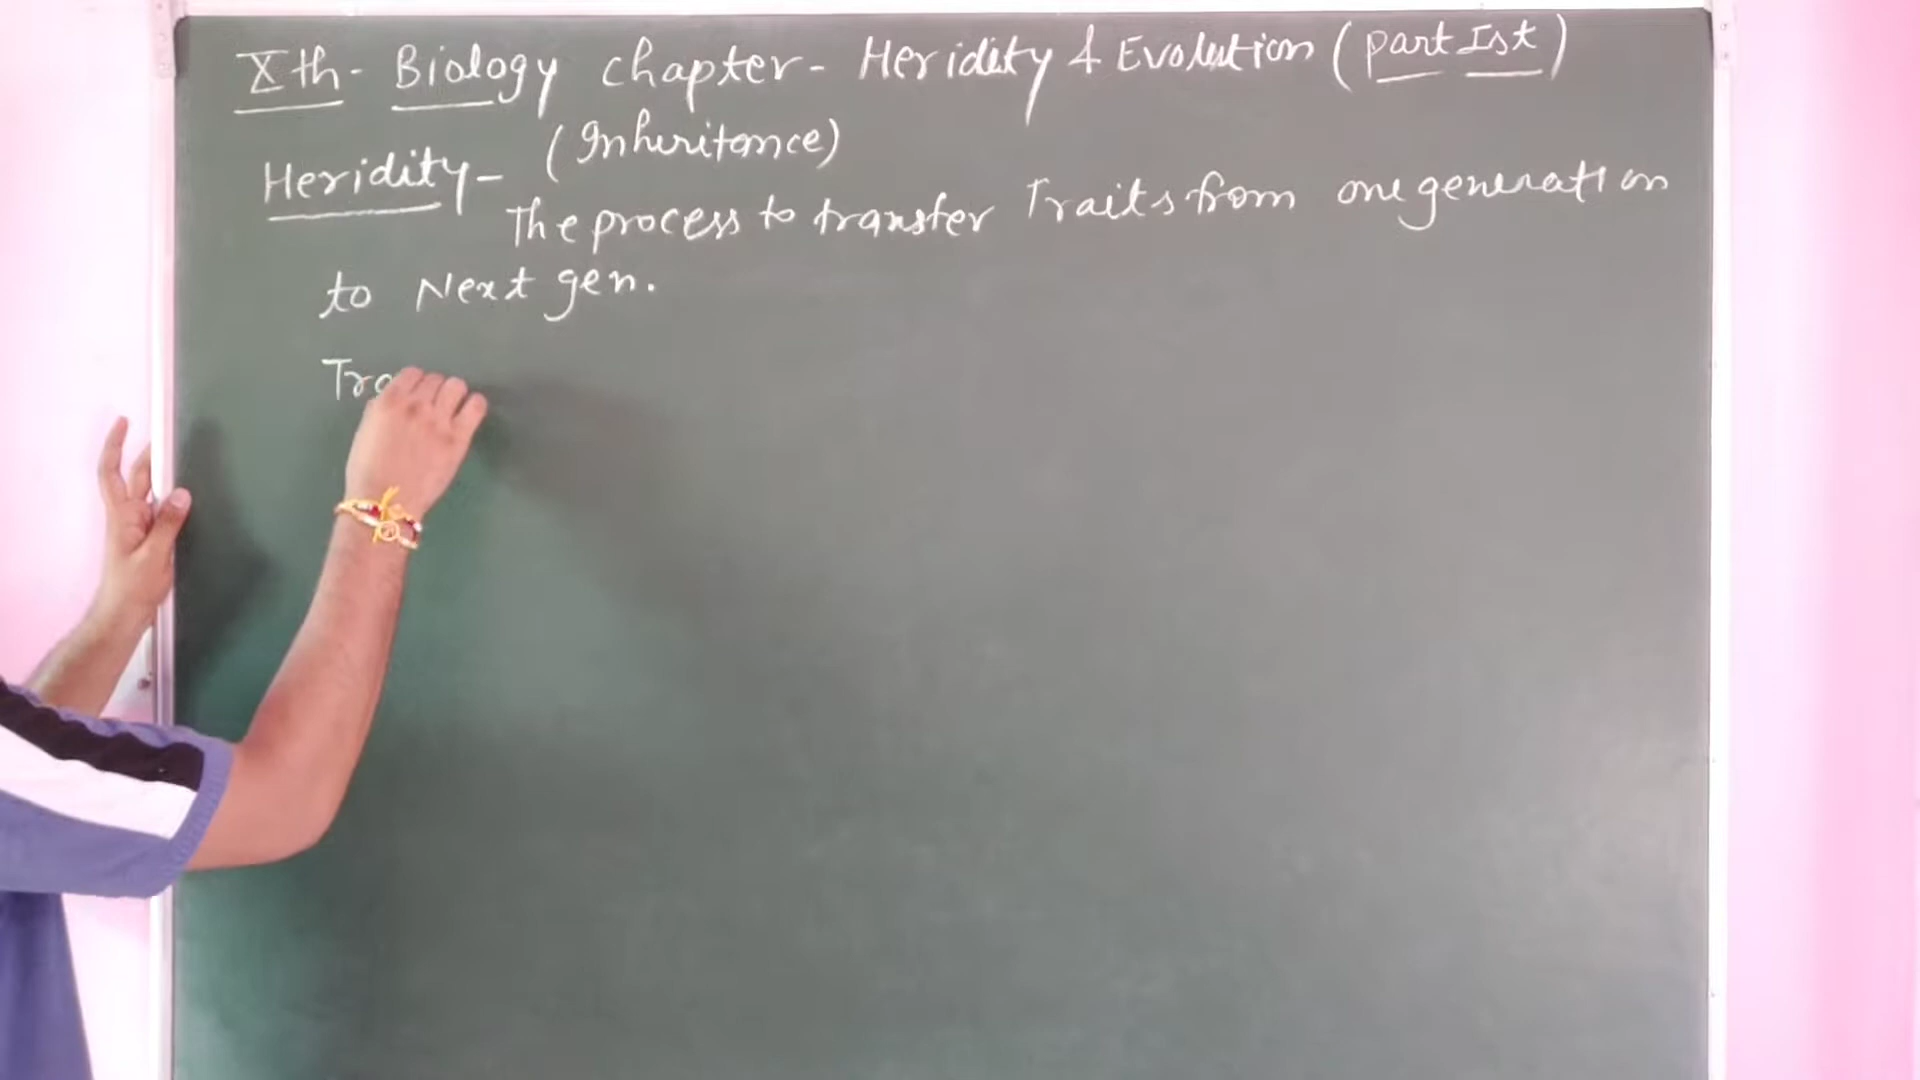 Xth- Biology chapter- Heridity & Evolution (part Ist)
Heridity- (Inheritance)
The process to transfer Traits from one generation
to Next gen.
Tra